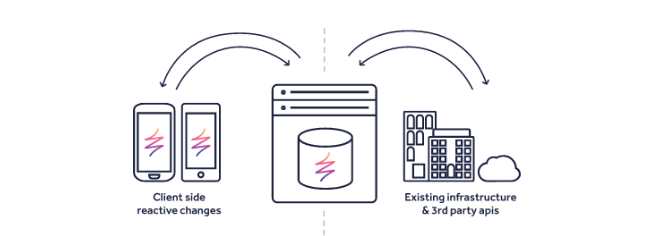 Client side
reactive changes
Existing infrastructure
& 3rd party apis